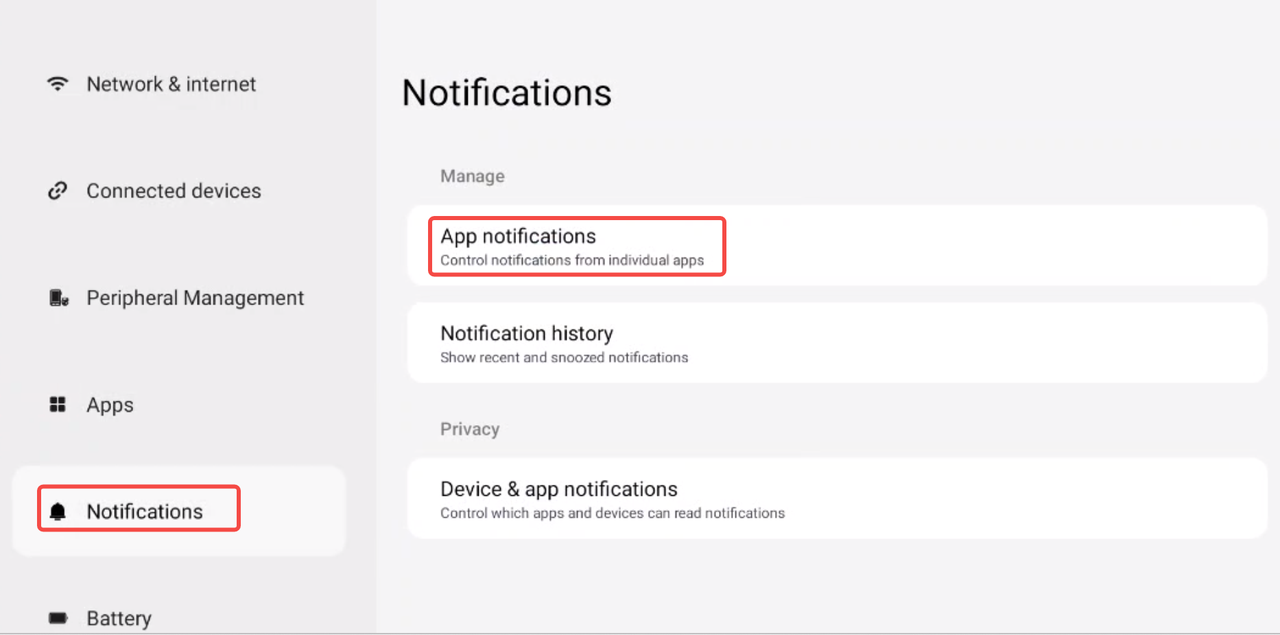 Network & internet
Connected devices
Peripheral Management
Apps
Notifications
Battery
Notifications
Manage
App notifications
Control notifications from individual apps
Notification history
Show recent and snoozed notifications
Privacy
Device & app notifications
Control which apps and devices can read notifications